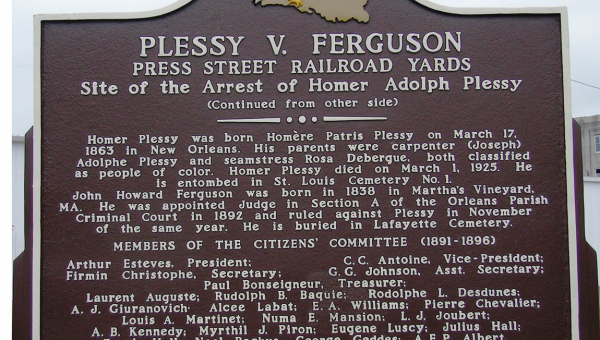 PLESSY V. FERGUSON
PRESS STREET RAILROAD YARDS
Site of the Arrest of Homer Adolph Plessy
(Continued from other side)
Homer Plessy was born Homère Patris Plessy on March 17,
1863 in New Orleans. His parents were carpenter (Joseph)
Adolphe Plessy and seamstress Rosa Debergue, both classified
as people of color. Homer Plessy died on March 1, 1925. He
is entombed in St. Louis Cemetery No. 1.
John Howard Ferguson was born in 1838 in Martha's Vineyard,
MA. He was appointed Judge in Section A of the Orleans Parish
Criminal Court in 1892 and ruled against Plessy in November
of the same year. He is buried in Lafayette Cemetery.
MEMBERS OF THE CITIZENS' COMMITTEE (1891-1896)
Arthur Esteves, President; C.C. Antoine, Vice-President;
Firmin Christophe, Secretary; G.G. Johnson, Asst. Secretary;
Paul Bonseigneur, Treasurer;
Laurent Auguste; Rudolph B. Baquie; Rodolphe L. Desdunes;
A. J. Giuranovich· Alcee Labat; E. A. Williams; Pierre Chevalier;
Louis A. Martinet; Numa E. Mansion; L. J. Joubert;
A. B. Kennedy; Myrthil J. Piron; Eugene Luscy; Julius Hall;
Noel Bachus George Geddes; A.E.P. Albert